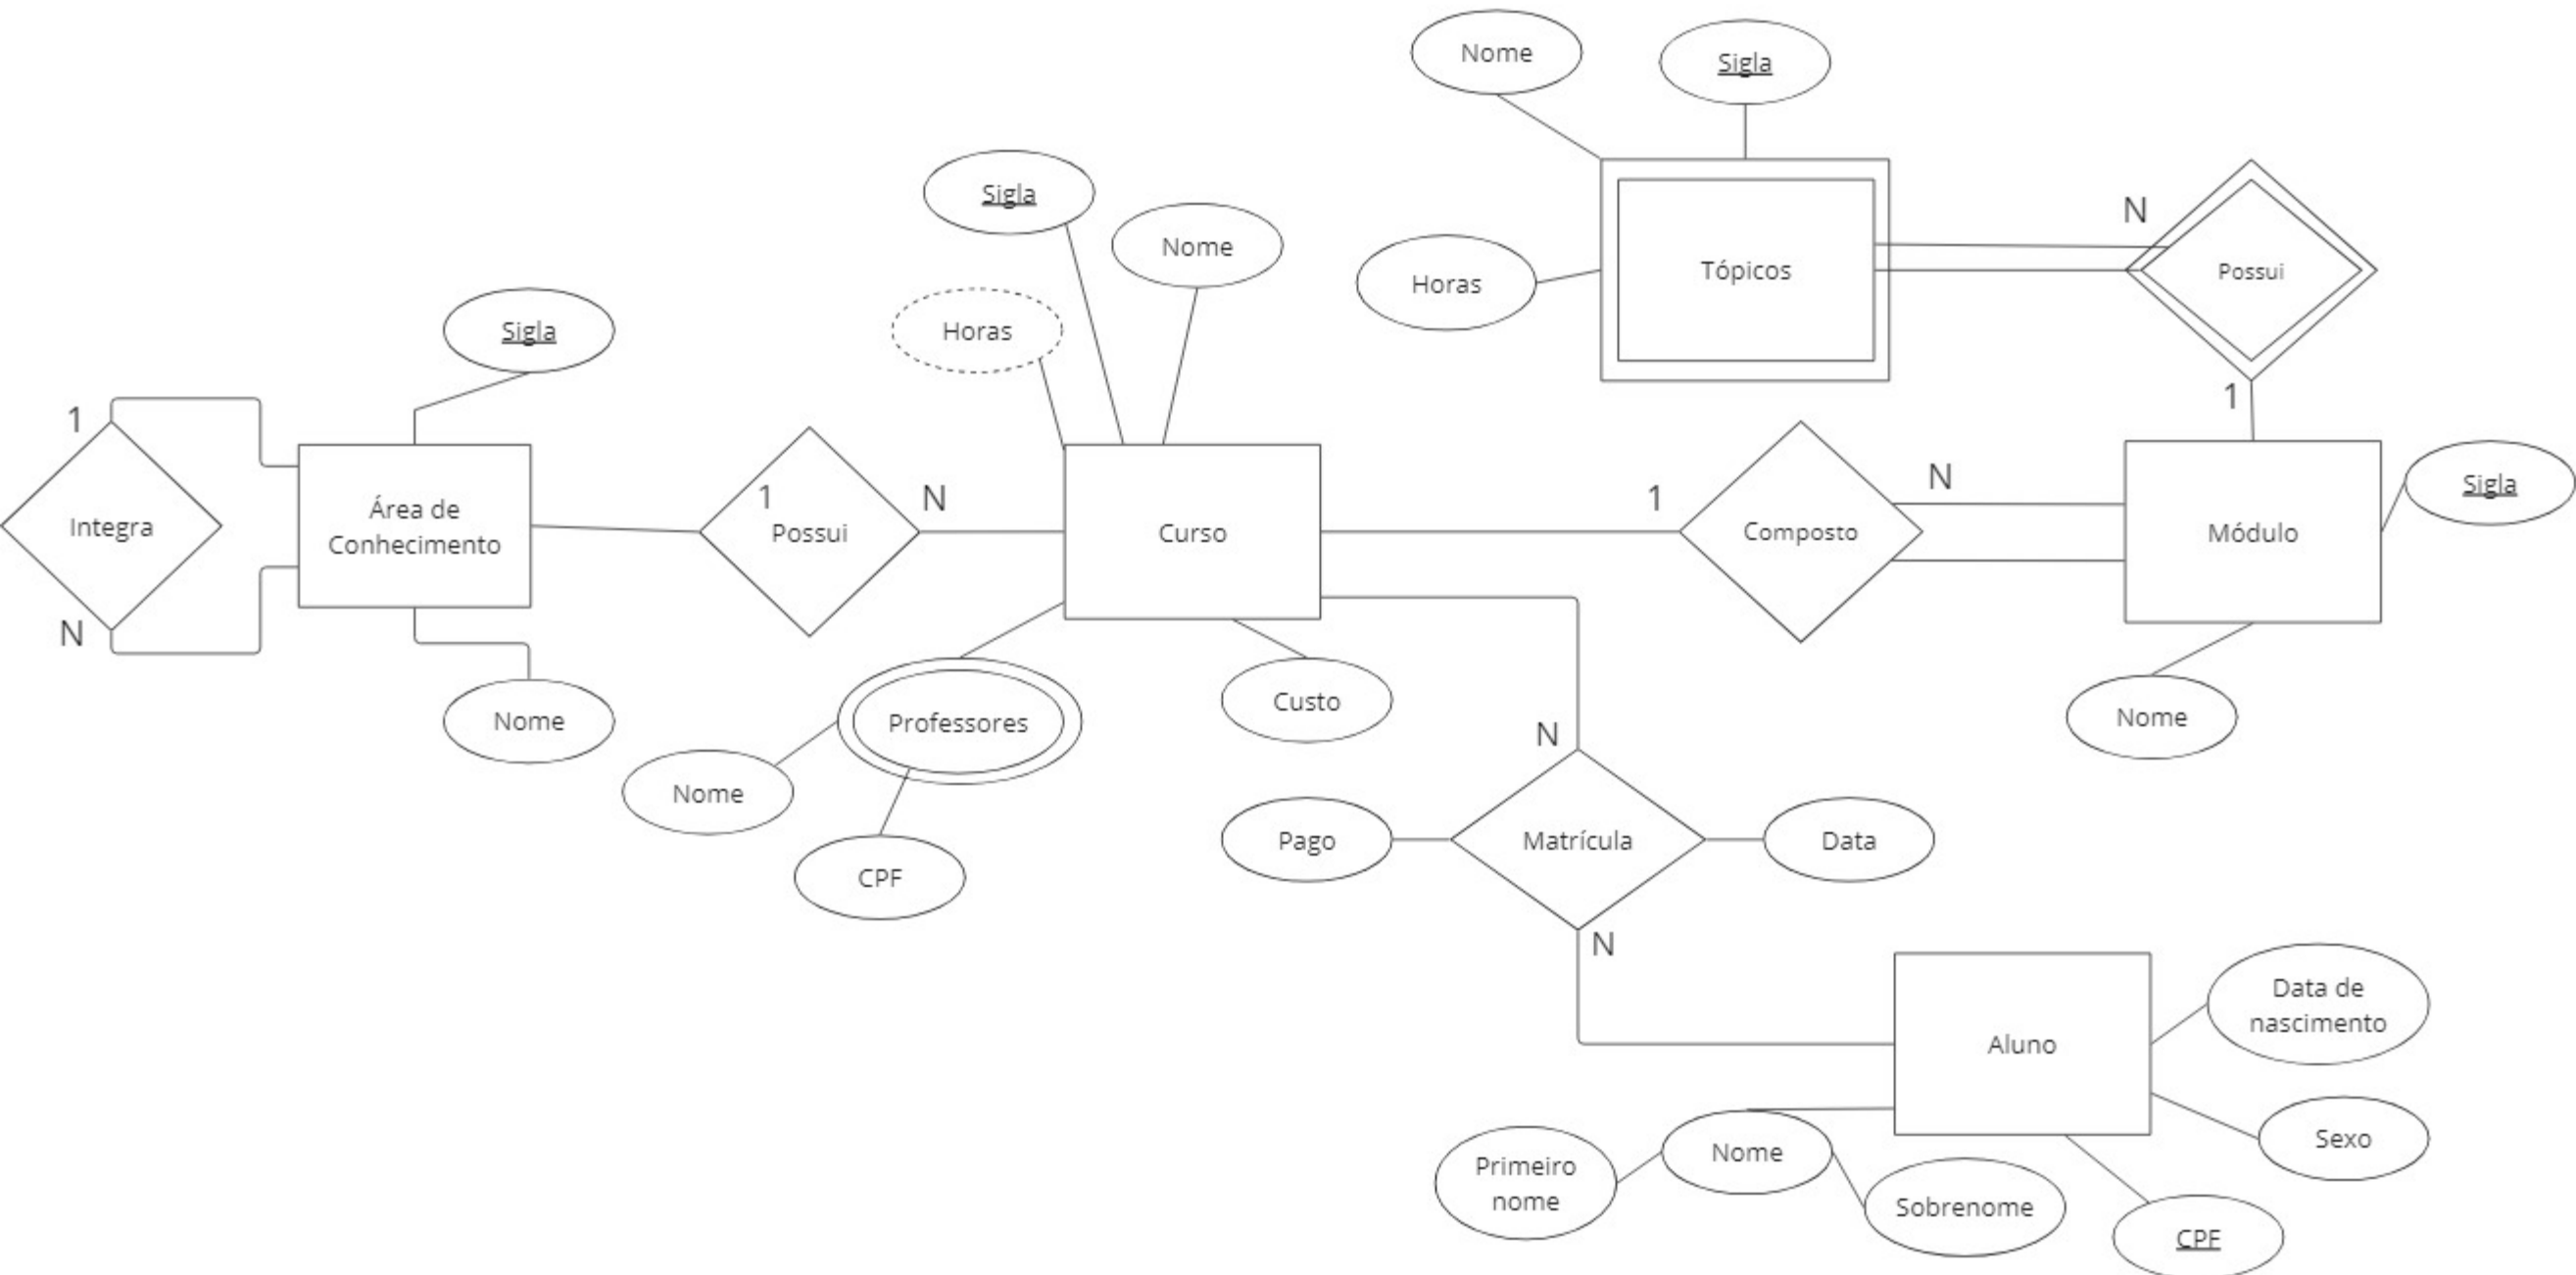 Nome
Sigla
Sigla
Nome
N
Horas
Tópicos
Possui
Horas
Sigla
1
1
Integra
N
Área de
Conhecimento
1
Possui
N
Curso
1
Composto
N
Módulo
Sigla
Nome
Professores
Custo
Nome
Nome
CPF
N
Pago
Matrícula
Data
N
Aluno
Data de
nascimento
Sexo
Primeiro
nome
Nome
Sobrenome
CPF